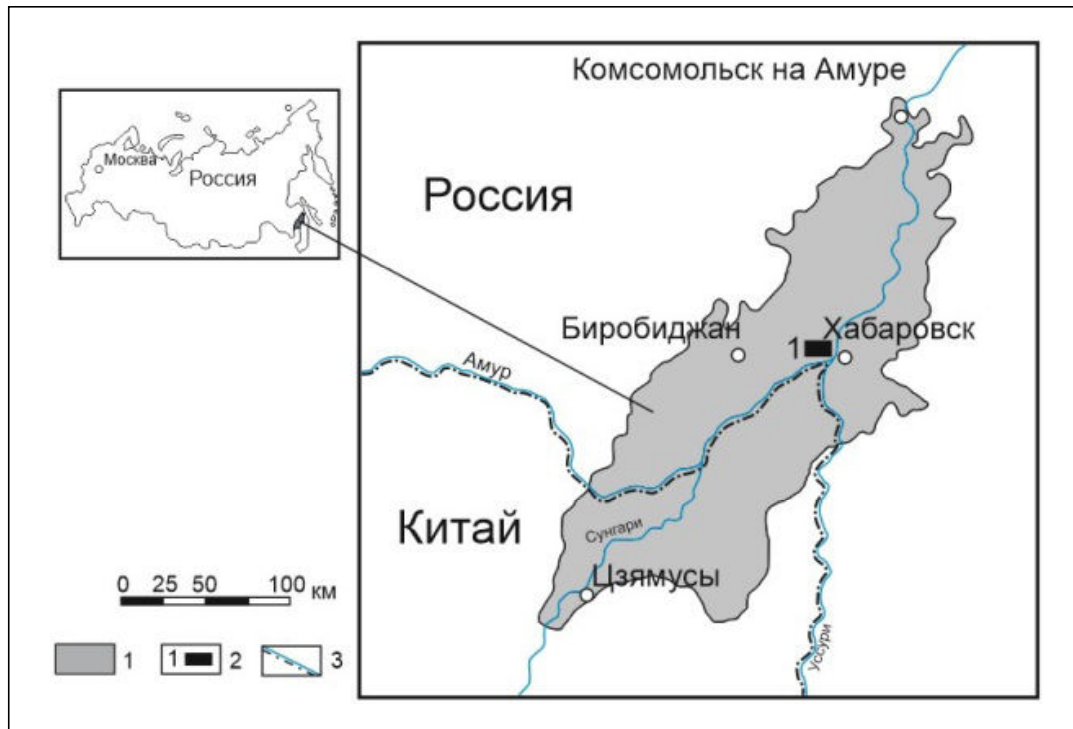 Комсомольск на Амуре
Москва
Россия
Россия
Биробиджан
1
Хабаровск
Амур
Китай
Сунгари
Цзямусы
Уссури
0 25 50 100 км
1
1 2
3